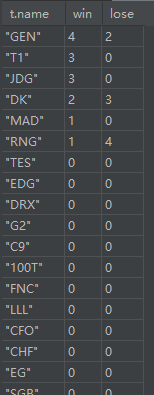 t.name win lose
"GEN" 4 2
"T1" 3 0
"JDG" 3 0
"DK" 2 3
"MAD" 1 0
"RNG" 1 4
"TES" 0 0
"EDG" 0 0
"DRX" 0 0
"G2" 0 0
"C9" 0 0
"100T" 0 0
"FNC" 0 0
"LLL" 0 0
"CFO" 0 0
"CHF" 0 0
"EG" 0 0
"SGB" 0 0